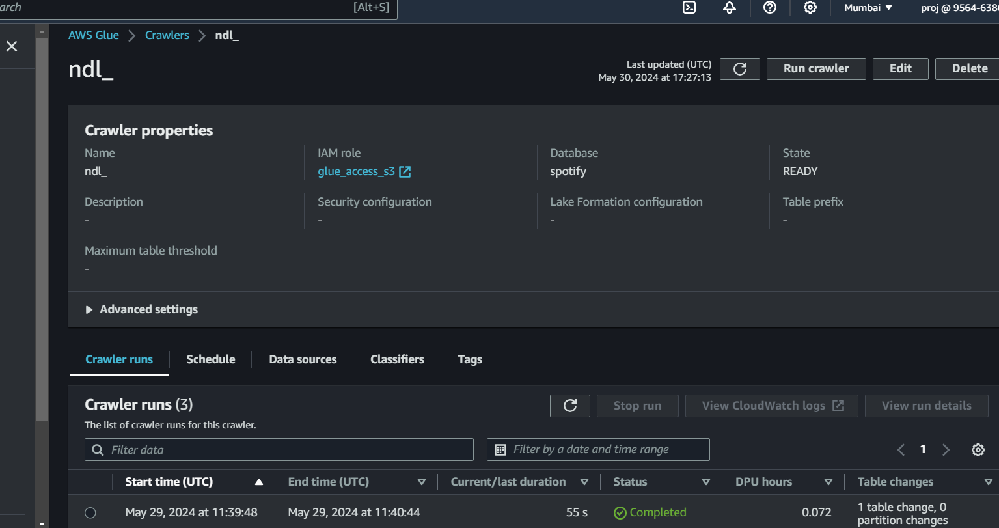 arch [Alt+S] Mumbai ▼ proj @ 9564-638
AWS Glue > Crawlers > ndl_
ndl_
Last updated (UTC)
May 30, 2024 at 17:27:13
Run crawler Edit Delete
Crawler properties
Name IAM role Database State
ndl_ glue_access_s3 spotify READY
Description Security configuration Lake Formation configuration Table prefix
- - - -
Maximum table threshold
-
Advanced settings
Crawler runs Schedule Data sources Classifiers Tags
Crawler runs (3) Stop run View CloudWatch logs View run details
The list of crawler runs for this crawler.
Filter data Filter by a date and time range 1
Start time (UTC) End time (UTC) Current/last duration Status DPU hours Table changes
May 29, 2024 at 11:39:48 May 29, 2024 at 11:40:44 55 s Completed 0.072 1 table change, 0
partition changes